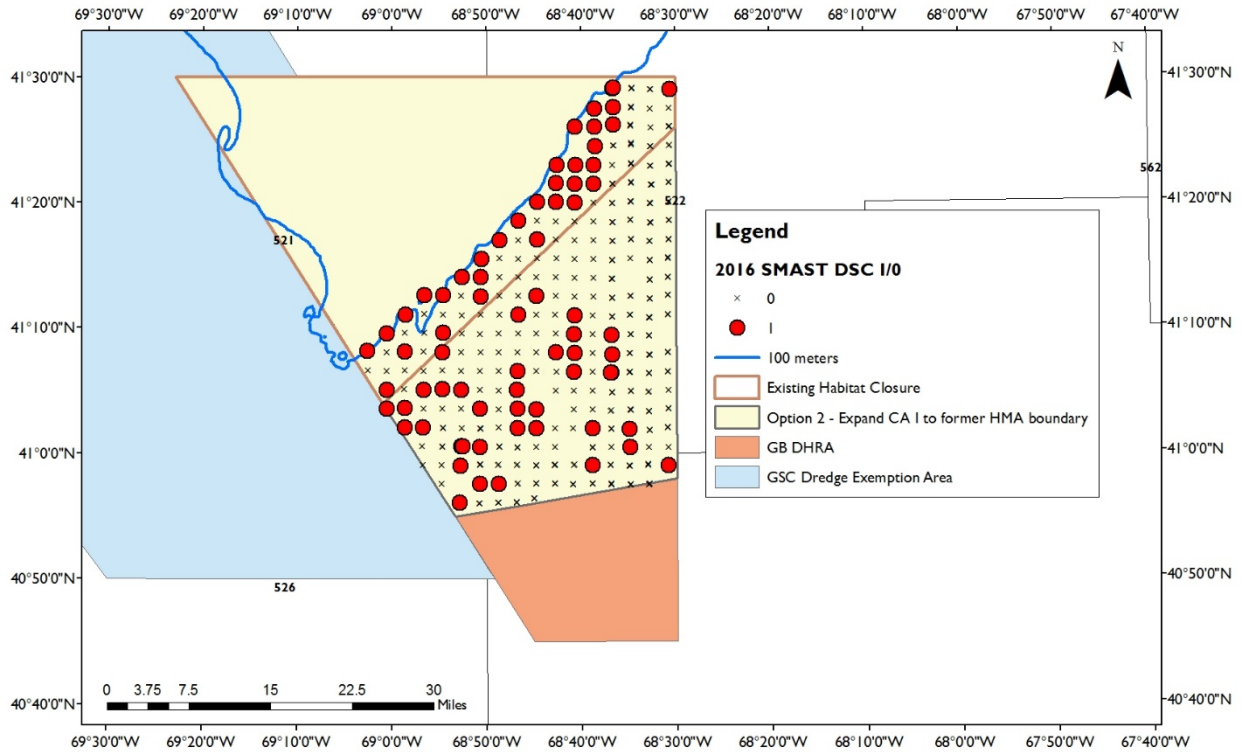 69°30'0"W 69°20'0"W 69°10'0"W 69°0'0"W 68°50'0"W 68°40'0"W 68°30'0"W 68°20'0"W 68°10'0"W 68°0'0"W 67°50'0"W 67°40'0"W
N
41°30'0"N 41°30'0"N
562
41°20'0"N 522 41°20'0"N
521
Legend
2016 SMAST DSC 1/0
0
1
100 meters
Existing Habitat Closure
Option 2 - Expand CA I to former HMA boundary
GB DHRA
GSC Dredge Exemption Area
41°10'0"N 41°10'0"N
41°0'0"N 41°0'0"N
40°50'0"N 40°50'0"N
526
0 3.75 7.5 15 22.5 30
Miles
40°40'0"N 40°40'0"N
69°30'0"W 69°20'0"W 69°10'0"W 69°0'0"W 68°50'0"W 68°40'0"W 68°30'0"W 68°20'0"W 68°10'0"W 68°0'0"W 67°50'0"W 67°40'0"W